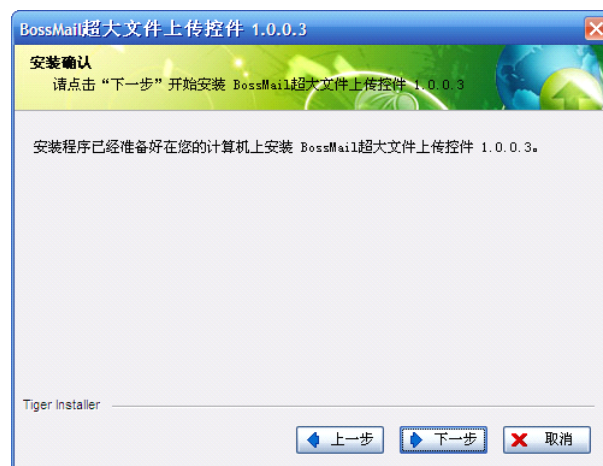 BossMail超大文件上传控件 1.0.0.3
安装确认
请点击“下一步”开始安装 BossMail超大文件上传控件 1.0.0.3
安装程序已经准备好在您的计算机上安装 BossMail超大文件上传控件 1.0.0.3。
Tiger Installer
上一步 下一步 取消